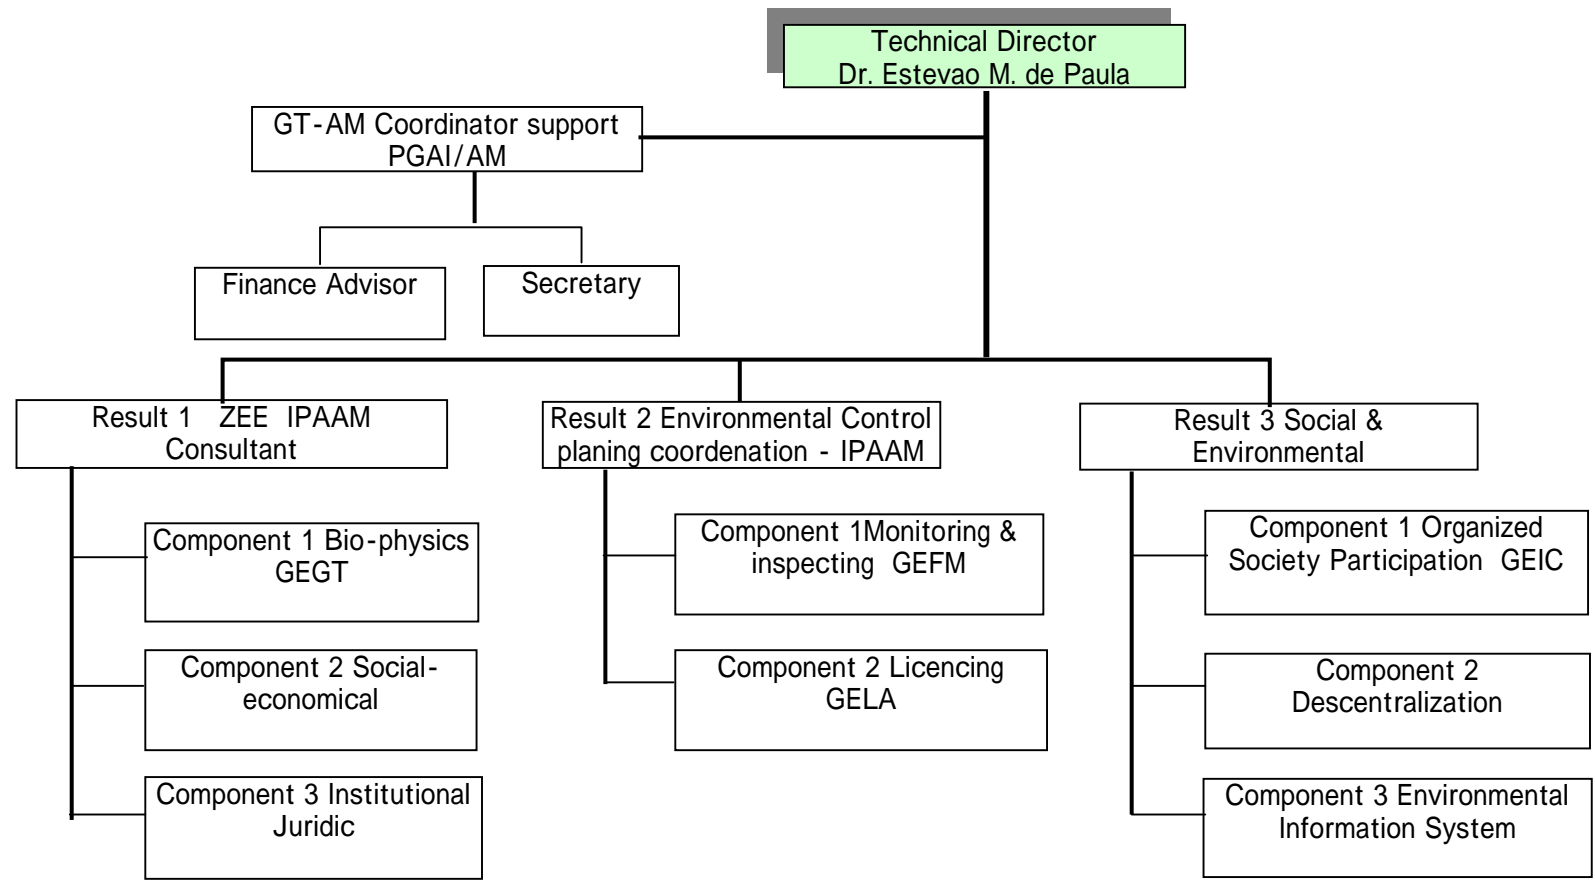 Technical Director
Dr. Estevao M. de Paula
GT-AM Coordinator support
PGAI/AM
Finance Advisor
Secretary
Result 1 ZEE IPAAM
Consultant
Result 2 Environmental Control
planing coordenation - IPAAM
Result 3 Social &
Environmental
Component 1 Bio-physics
GEGT
Component 2 Social-
economical
Component 3 Institutional
Juridic
Component 1Monitoring &
inspecting GEFM
Component 2 Licencing
GELA
Component 1 Organized
Society Participation GEIC
Component 2
Descentralization
Component 3 Environmental
Information System